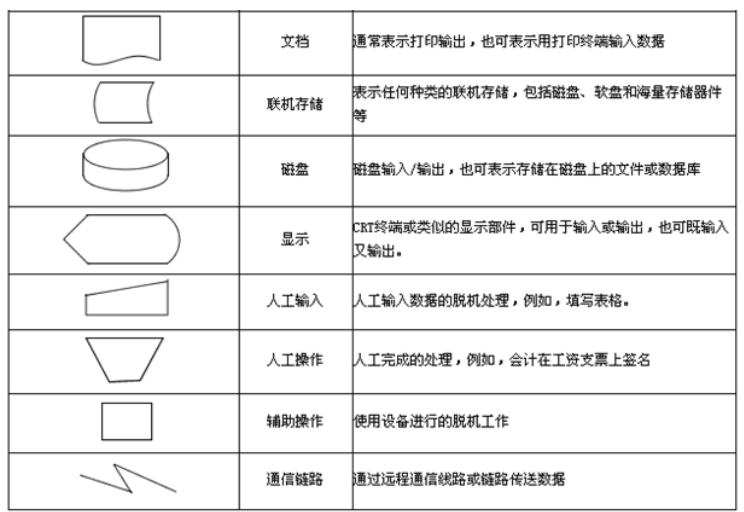 文档
通常表示打印输出，也可表示用打印终端输入数据
联机存储
表示任何种类的联机存储，包括磁盘、软盘和海量存储器件
等
磁盘
磁盘输入/输出，也可表示存储在磁盘上的文件或数据库
显示
CRT终端或类似的显示部件，可用于输入或输出，也可既输入
又输出。
人工输入
人工输入数据的脱机处理，例如，填写表格。
人工操作
人工完成的处理，例如，会计在工资支票上签名
辅助操作
使用设备进行的脱机工作
通信链路
通过远程通信线路或链路传送数据